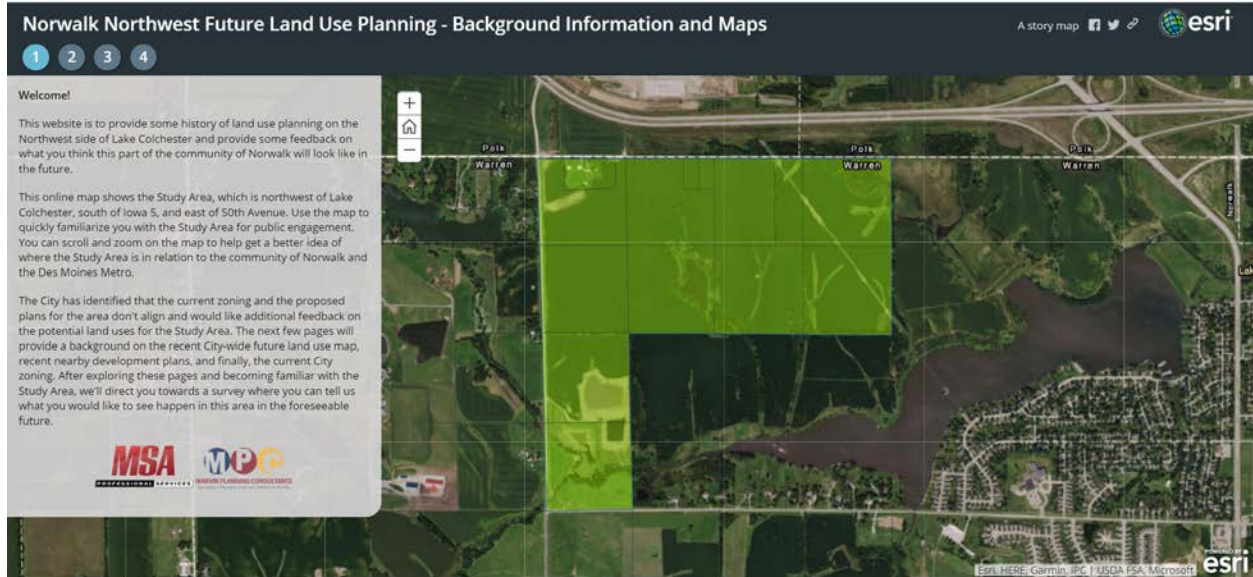 Norwalk Northwest Future Land Use Planning - Background Information and Maps
A story map
esri
1 2 3 4
Welcome!
This website is to provide some history of land use planning on the
Northwest side of Lake Colchester and provide some feedback on
what you think this part of the community of Norwalk will look like in
the future.
This online map shows the Study Area, which is northwest of Lake
Colchester, south of Iowa 5, and east of 50th Avenue. Use the map to
quickly familiarize you with the Study Area for public engagement.
You can scroll and zoom on the map to help get a better idea of
where the Study Area is in relation to the community of Norwalk and
the Des Moines Metro.
The City has identified that the current zoning and the proposed
plans for the area don't align and would like additional feedback on
the potential land uses for the Study Area. The next few pages will
provide a background on the recent City-wide future land use map,
recent nearby development plans, and finally, the current City
zoning. After exploring these pages and becoming familiar with the
Study Area, we'll direct you towards a survey where you can tell us
what you would like to see happen in this area in the foreseeable
future.
MSA
PROFESSIONAL SERVICES
MPC
MARVIN PLANNING CONSULTANTS
+
−
Polk
Warren
Polk
Warren
Polk
Warren
Norwalk
Lak
POWERED BY
esri
Esri, HERE, Garmin, IPC | USDA FSA, Microsoft